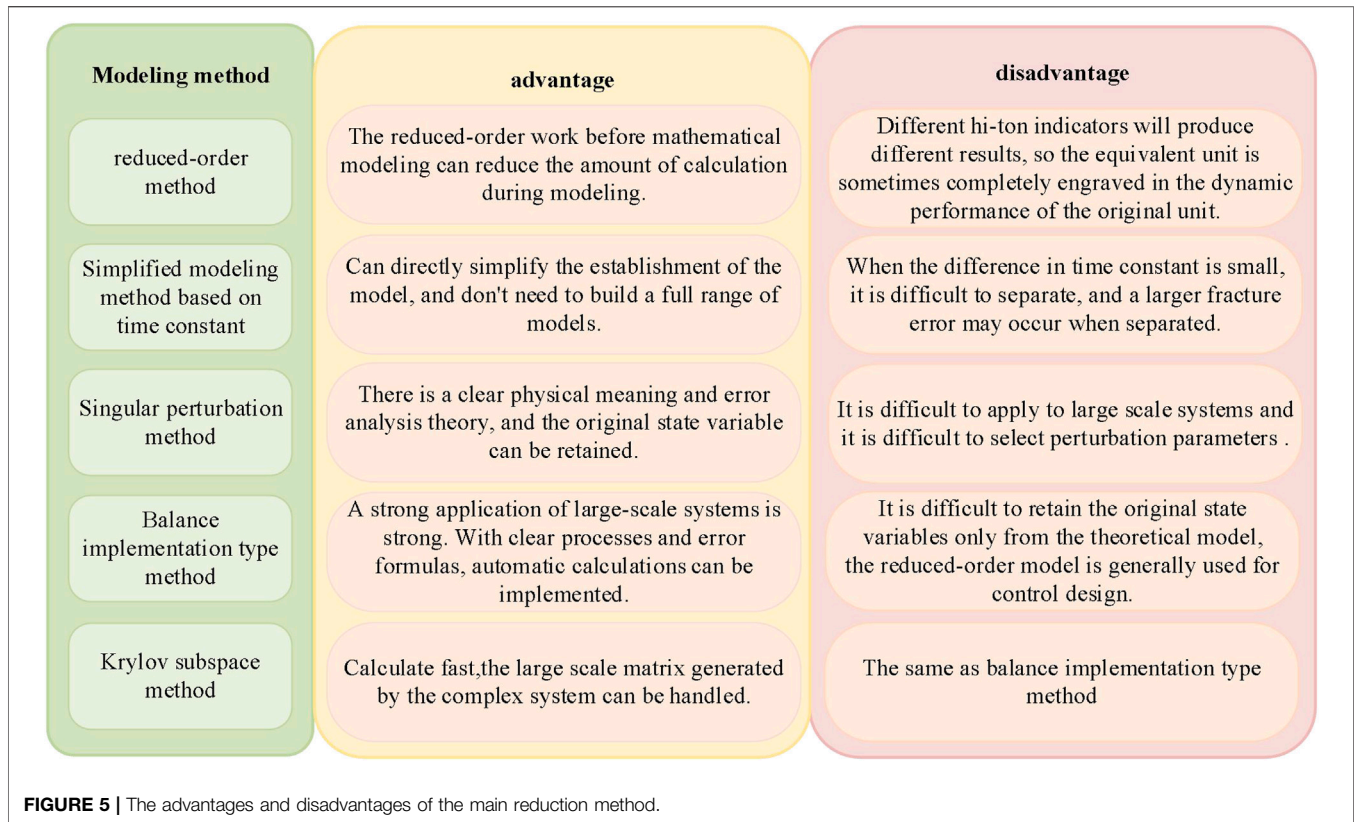 Modeling method
advantage
disadvantage
reduced-order
method
The reduced-order work before mathematical
modeling can reduce the amount of calculation
during modeling.
Different hi-ton indicators will produce
different results, so the equivalent unit is
sometimes completely engraved in the dynamic
performance of the original unit.
Simplified modeling
method based on
time constant
Can directly simplify the establishment of the
model, and don't need to build a full range of
models.
When the difference in time constant is small,
it is difficult to separate, and a larger fracture
error may occur when separated.
Singular perturbation
method
There is a clear physical meaning and error
analysis theory, and the original state variable
can be retained.
It is difficult to apply to large scale systems and
it is difficult to select perturbation parameters .
Balance
implementation type
method
A strong application of large-scale systems is
strong. With clear processes and error
formulas, automatic calculations can be
implemented.
It is difficult to retain the original state
variables only from the theoretical model,
the reduced-order model is generally used for
control design.
Krylov subspace
method
Calculate fast,the large scale matrix generated
by the complex system can be handled.
The same as balance implementation type
method
FIGURE 5 | The advantages and disadvantages of the main reduction method.